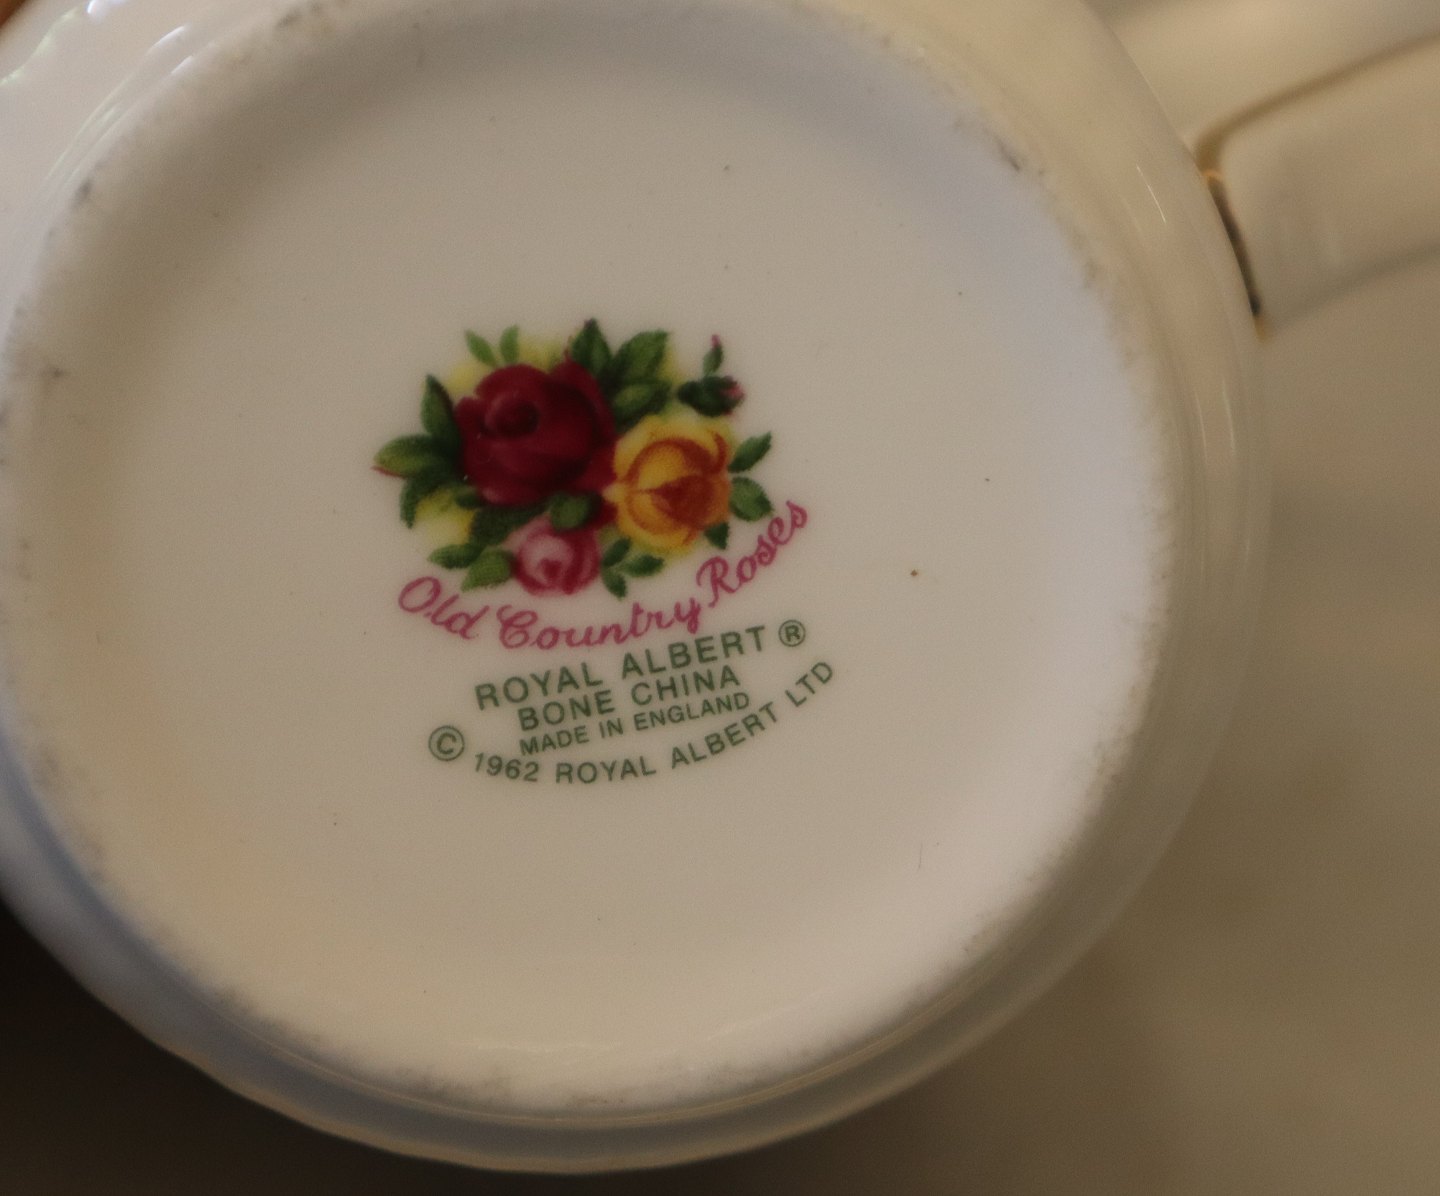 Old Country Roses
ROYAL ALBERT ®
BONE CHINA
MADE IN ENGLAND
© 1962 ROYAL ALBERT LTD